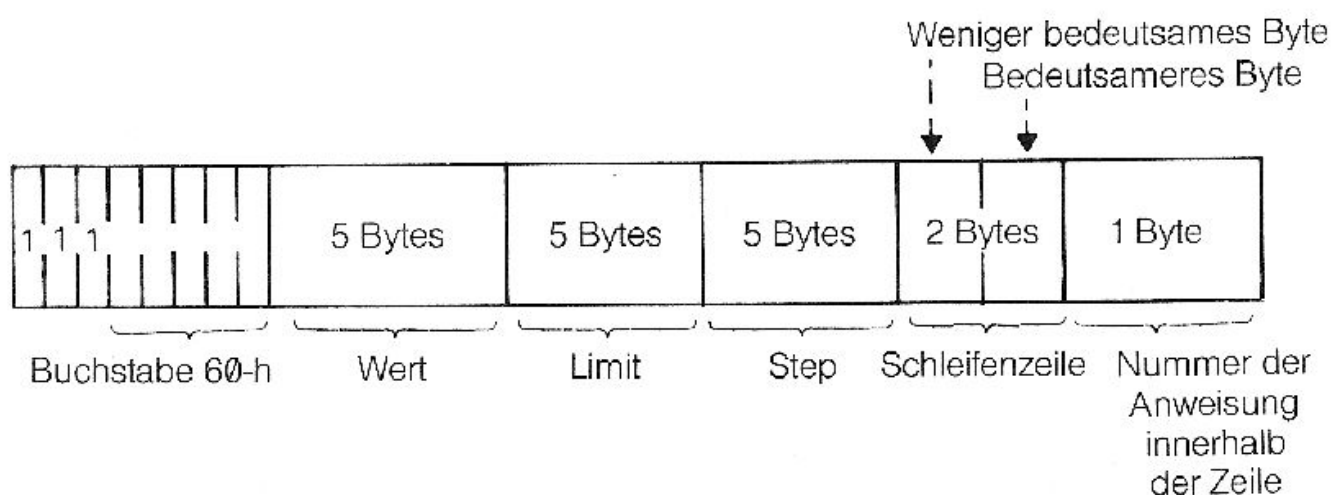 Weniger bedeutsames Byte
Bedeutsameres Byte
1 1 1
5 Bytes
5 Bytes
5 Bytes
2 Bytes
1 Byte
Buchstabe 60-h
Wert
Limit
Step
Schleifenzeile
Nummer der
Anweisung
innerhalb
der Zeile